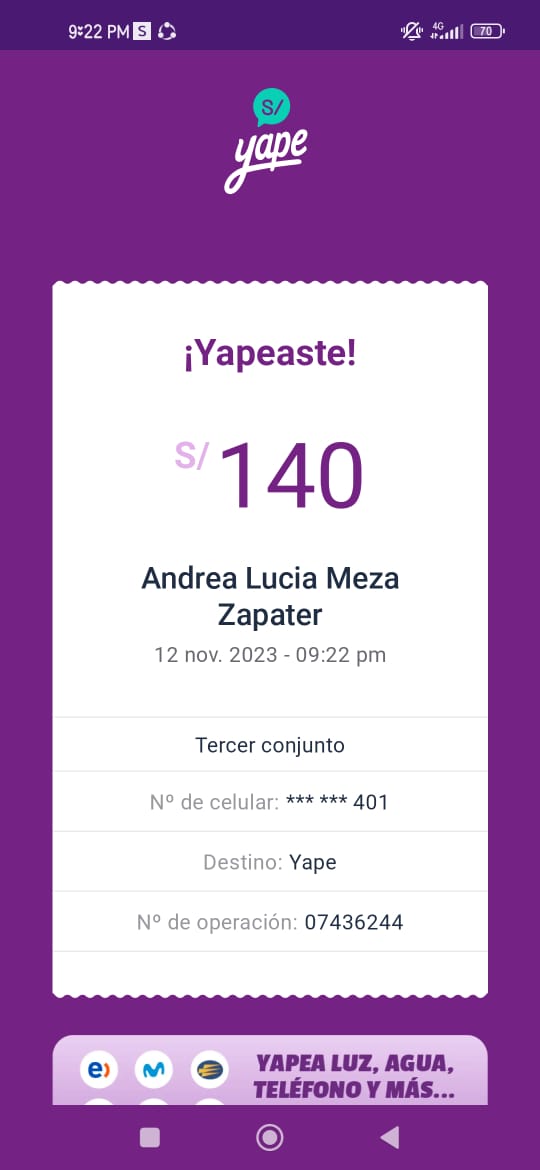 9:22 PM S
4G
70
S/
yape
¡Yapeaste!
S/ 140
Andrea Lucia Meza
Zapater
12 nov. 2023 - 09:22 pm
Tercer conjunto
Nº de celular: *** *** 401
Destino: Yape
Nº de operación: 07436244
e)
YAPEA LUZ, AGUA,
TELÉFONO Y MÁS...